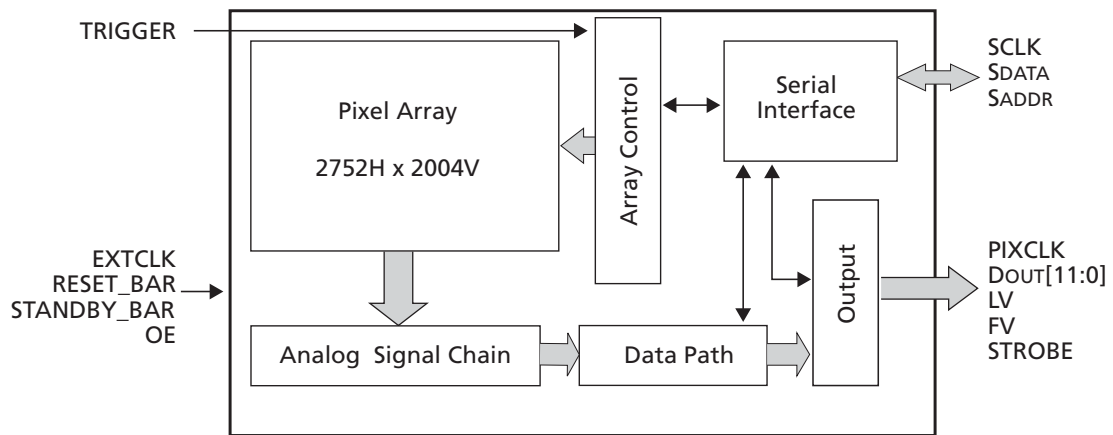 TRIGGER
Pixel Array
2752H x 2004V
Array Control
Serial
Interface
SCLK
SDATA
SADDR
EXTCLK
RESET_BAR
STANDBY_BAR
OE
Analog Signal Chain
Data Path
Output
PIXCLK
DOUT[11:0]
LV
FV
STROBE